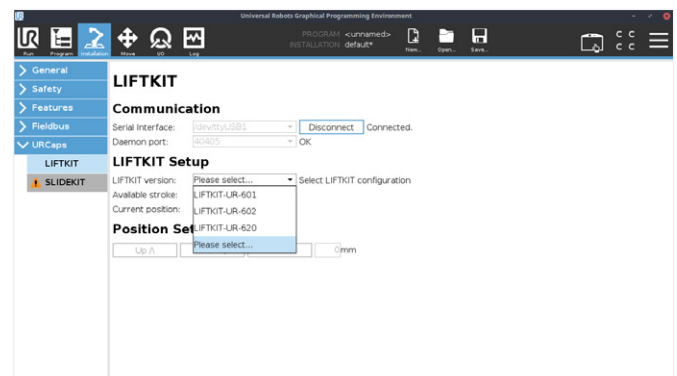 Universal Robots Graphical Programming Environment
UR
Run Program Installation Move I/O Log
PROGRAM <unnamed>
INSTALLATION default*
New... Open... Save...
C C
C C
General
Safety
Features
Fieldbus
URCaps
LIFTKIT
SLIDEKIT
LIFTKIT
Communication
Serial Interface: /dev/ttyUSB1 Disconnect Connected.
Daemon port: 40405 OK
LIFTKIT Setup
LIFTKIT version: Please select... Select LIFTKIT configuration
Available stroke: LIFTKIT-UR-601
Current position: LIFTKIT-UR-602
LIFTKIT-UR-620
Position Se
Please select...
Up 0mm